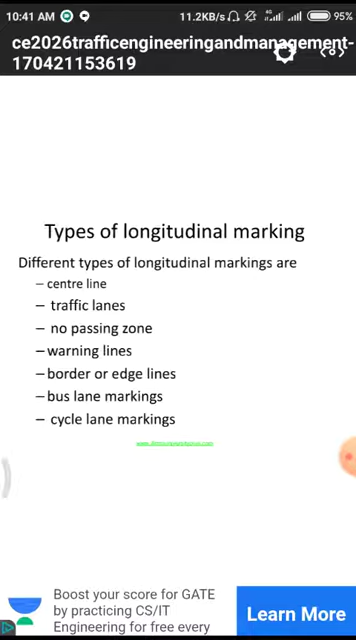 10:41 AM
11.2KB/s
4G
95%
ce2026trafficengineeringandmanagement-
170421153619
Types of longitudinal marking
Different types of longitudinal markings are
– centre line
– traffic lanes
– no passing zone
–warning lines
–border or edge lines
–bus lane markings
– cycle lane markings
Boost your score for GATE
by practicing CS/IT
Engineering for free every
Learn More